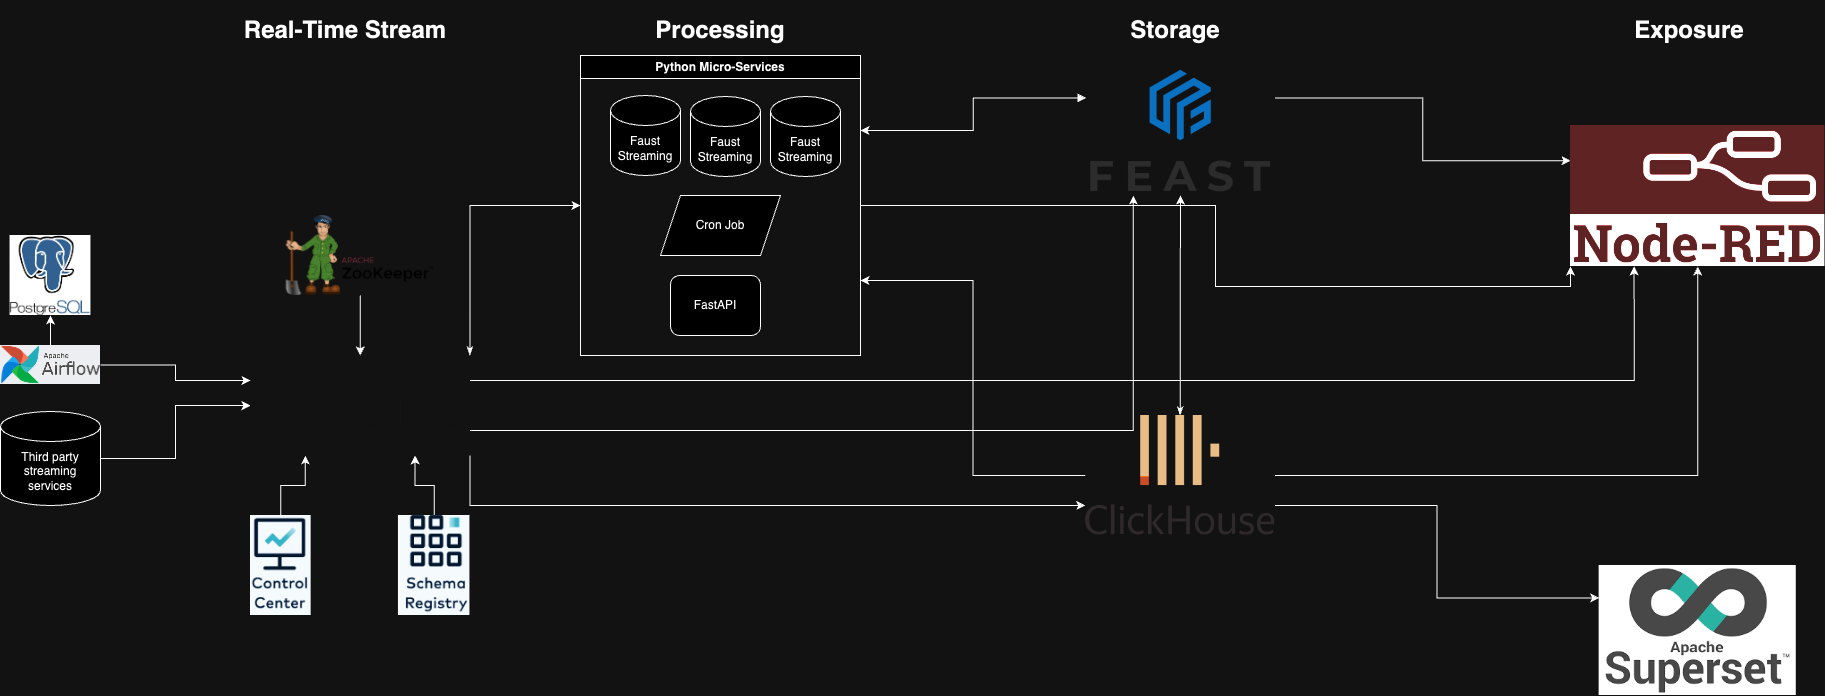 Real-Time Stream
Processing
Storage
Exposure
Python Micro-Services
Faust
Streaming
Faust
Streaming
Faust
Streaming
Cron Job
FastAPI
FEAST
Node-RED
APACHE
ZooKeeper™
PostgreSQL
Apache
Airflow
Third party
streaming
services
Control
Center
Schema
Registry
ClickHouse
Apache
Superset™